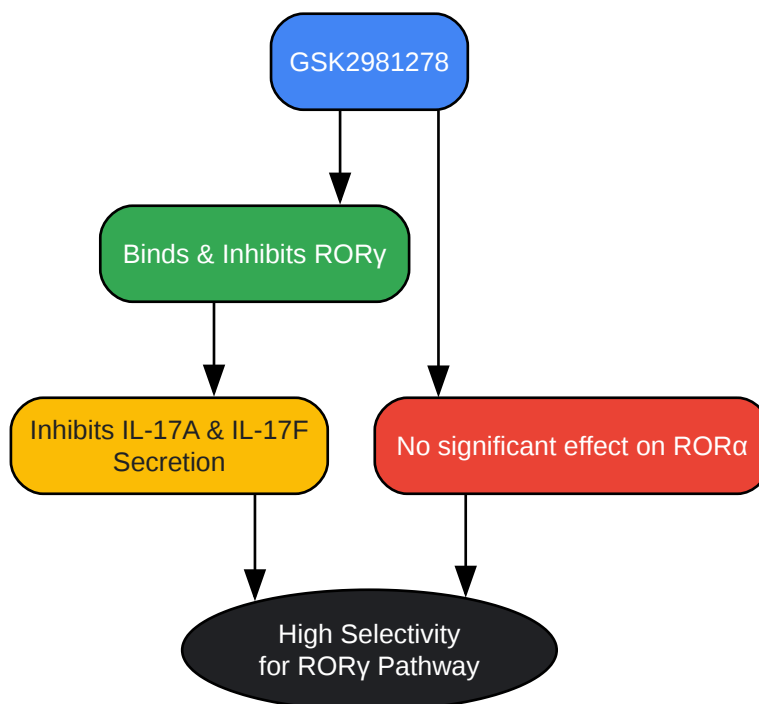 GSK2981278
Binds & Inhibits RORγ
Inhibits IL-17A & IL-17F
Secretion
No significant effect on RORα
High Selectivity
for RORγ Pathway